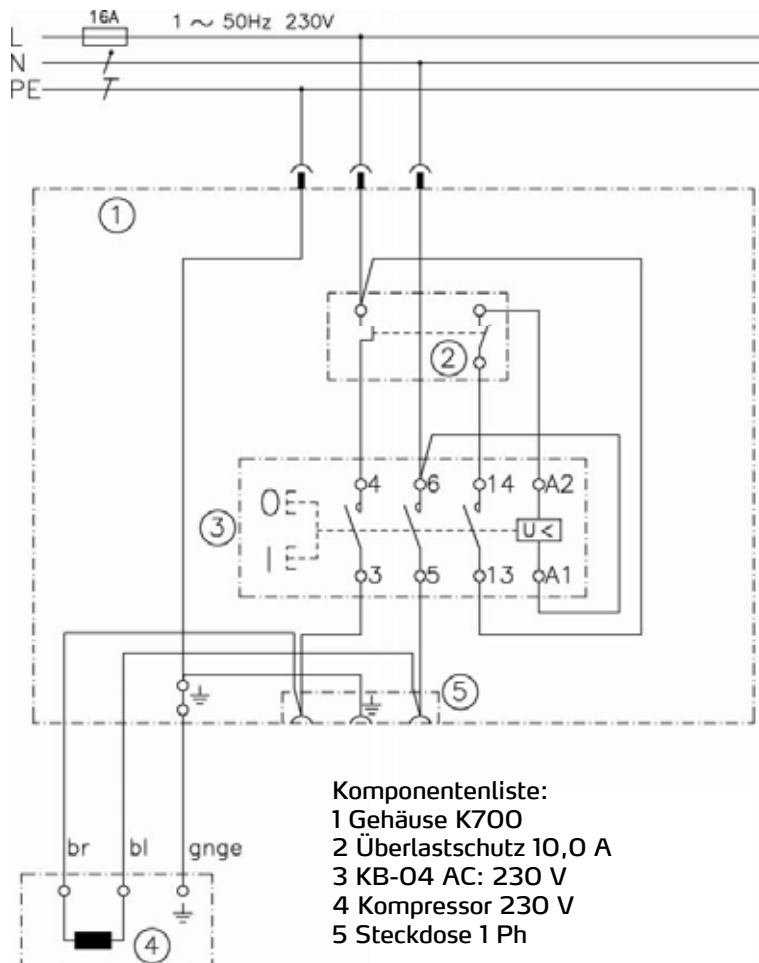 16A 1 ~ 50Hz 230V
L
N
PE
1
2
4 6 14 A2
0
3
U<
I
3 5 13 A1
5
Komponentenliste:
1 Gehäuse K700
2 Überlastschutz 10,0 A
3 KB-04 AC: 230 V
4 Kompressor 230 V
5 Steckdose 1 Ph
br bl gnge
4